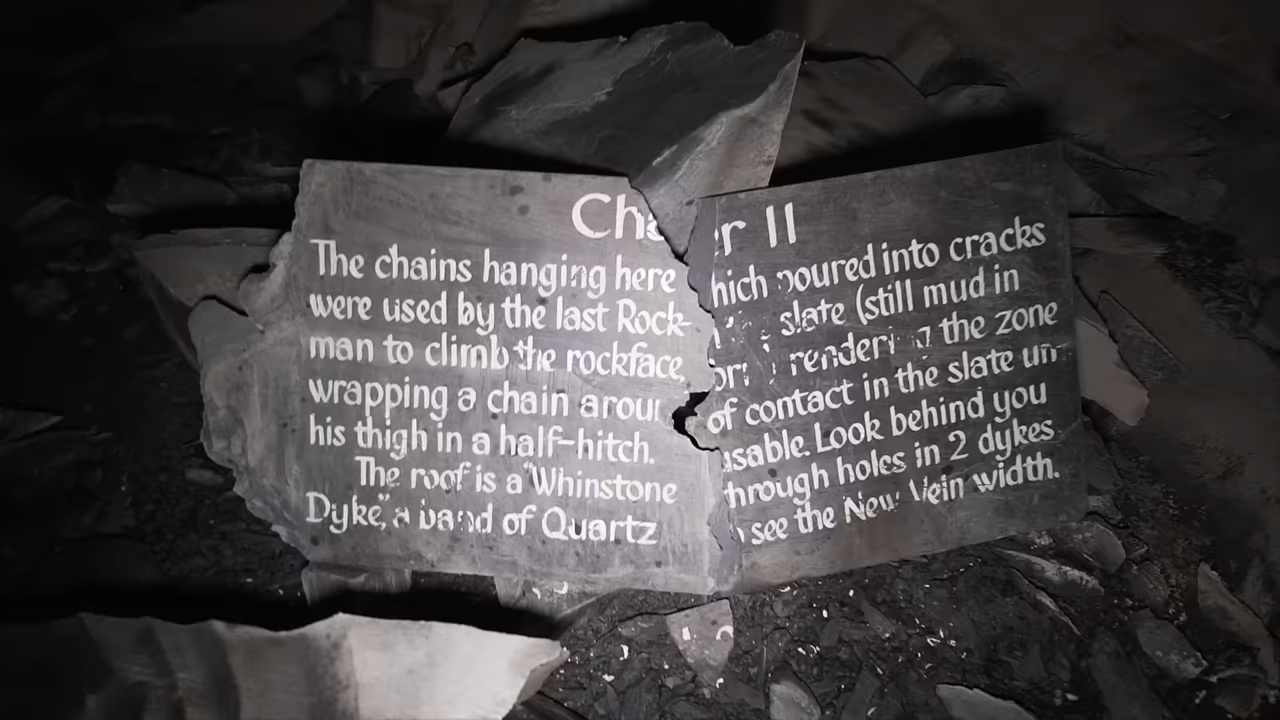 Cha er II
The chains hanging here
were used by the last Rock-
man to climb the rockface,
wrapping a chain arou
his thigh in a half-hitch.
The roof is a "Whinstone
Dyke," a band of Quartz
hich poured into cracks
slate (still mud in
rendering the zone
of contact in the slate un
usable. Look behind you
through holes in 2 dykes
see the New Vein width.